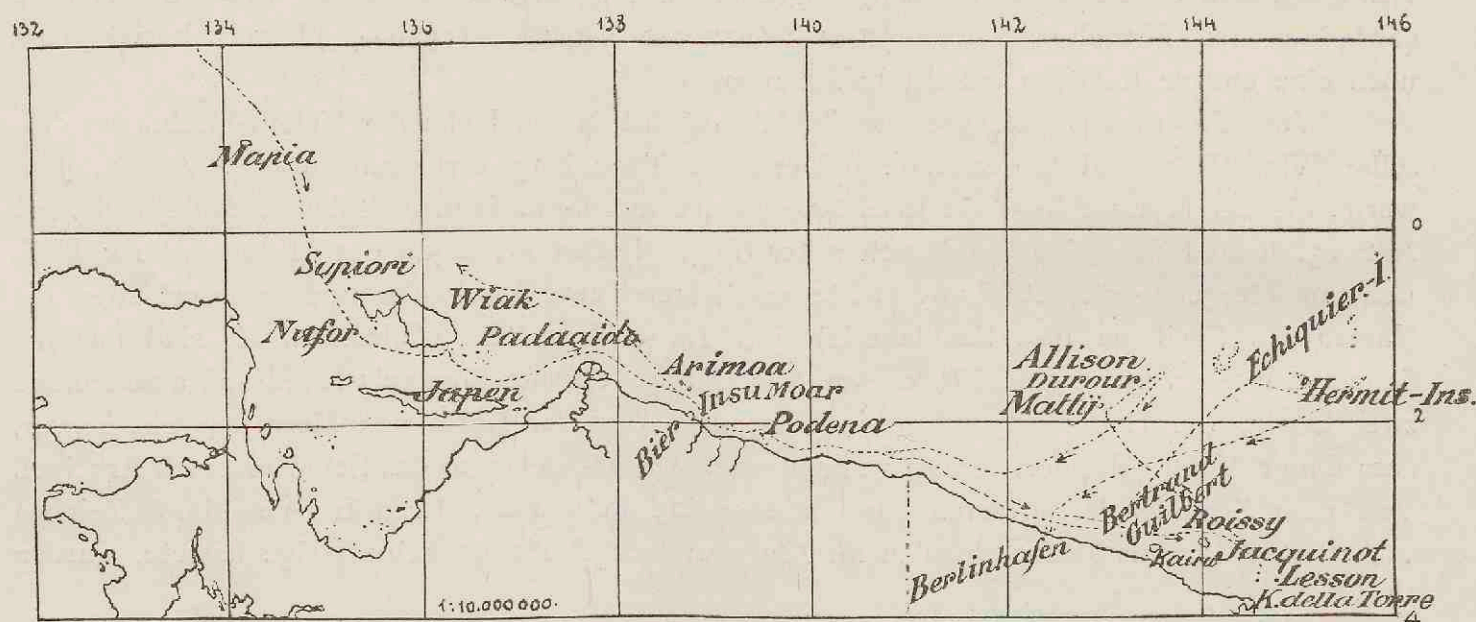 132 134 136 138 140 142 144 146
Mapia
0
Supiori
Wiak
Echiquier-I.
Nufor
Padaaido
Allison
Arimoa
Durour
Japen
Insu Moar
Matlij
Hermit-Ins.
2
Podena
Bièr
Bertrand
Guilbert
Roissy
Berlinhafen
Kairu
Jacquinot
Lesson
1:10.000000.
K. della Torre
4